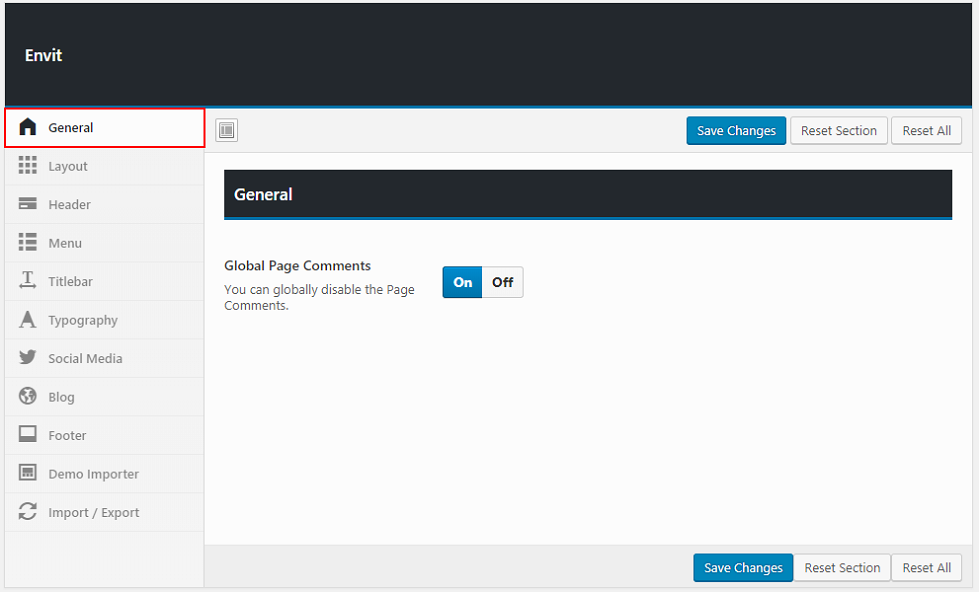 Envit
General
Save Changes Reset Section Reset All
Layout
General
Header
Menu
Global Page Comments
On Off
Titlebar
You can globally disable the Page
Comments.
Typography
Social Media
Blog
Footer
Demo Importer
Import / Export
Save Changes Reset Section Reset All